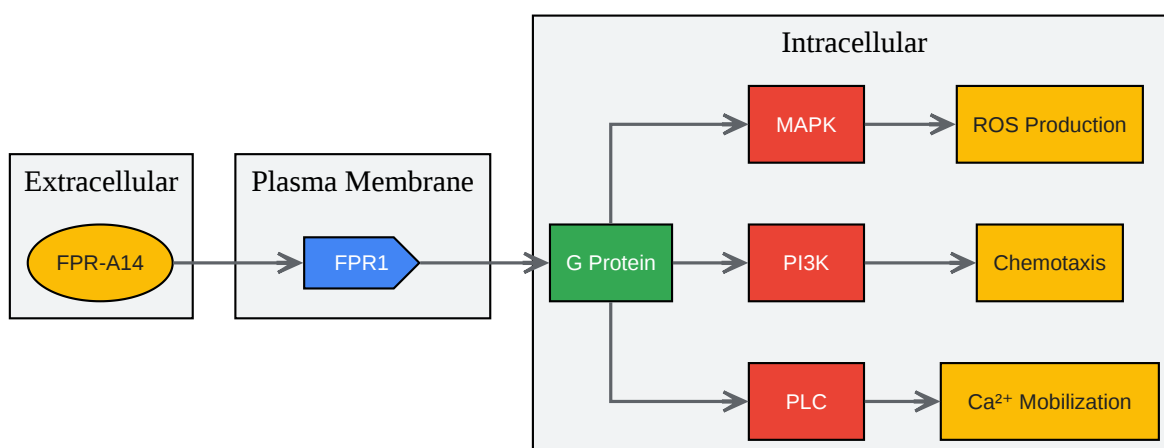 Extracellular
FPR-A14
Plasma Membrane
FPR1
Intracellular
G Protein
MAPK
ROS Production
PI3K
Chemotaxis
PLC
Ca²⁺ Mobilization